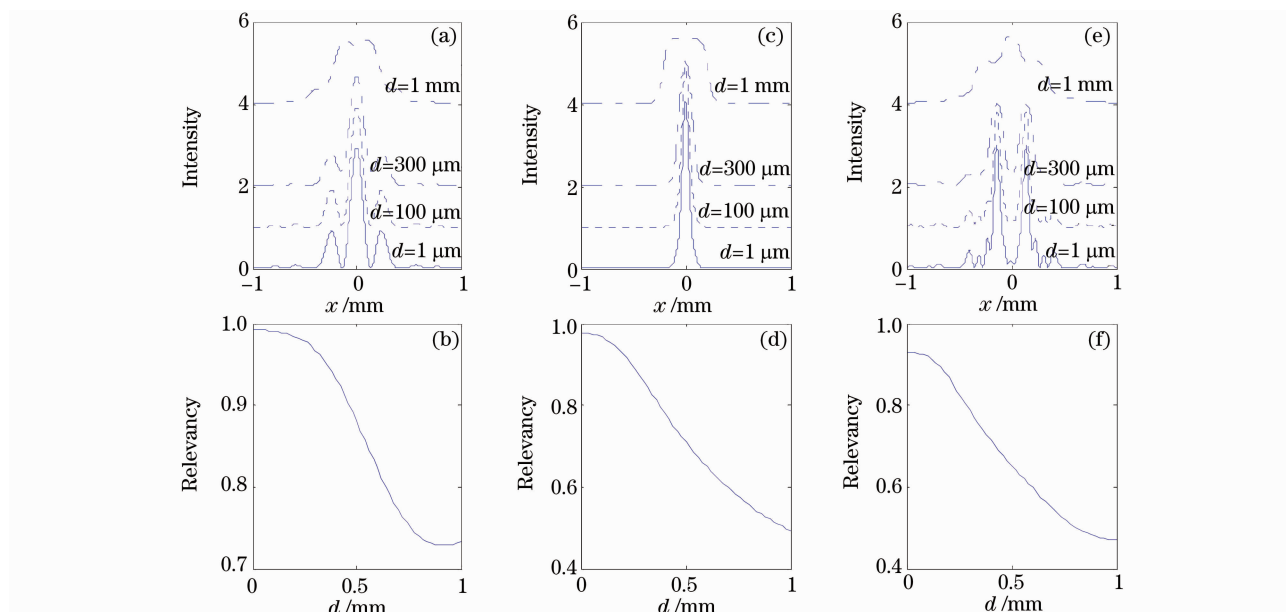 6
(a)
d=1 mm
4
Intensity
d=300 μm
2
d=100 μm
d=1 μm
0
−1
0
1
x /mm
6
(c)
d=1 mm
4
Intensity
d=300 μm
2
d=100 μm
d=1 μm
0
−1
0
1
x /mm
6
(e)
d=1 mm
4
Intensity
d=300 μm
2
d=100 μm
d=1 μm
0
−1
0
1
x /mm
1.0
(b)
0.9
Relevancy
0.8
0.7
0
0.5
1
d /mm
1.0
(d)
0.8
Relevancy
0.6
0.4
0
0.5
1
d /mm
1.0
(f)
0.8
Relevancy
0.6
0.4
0
0.5
1
d /mm